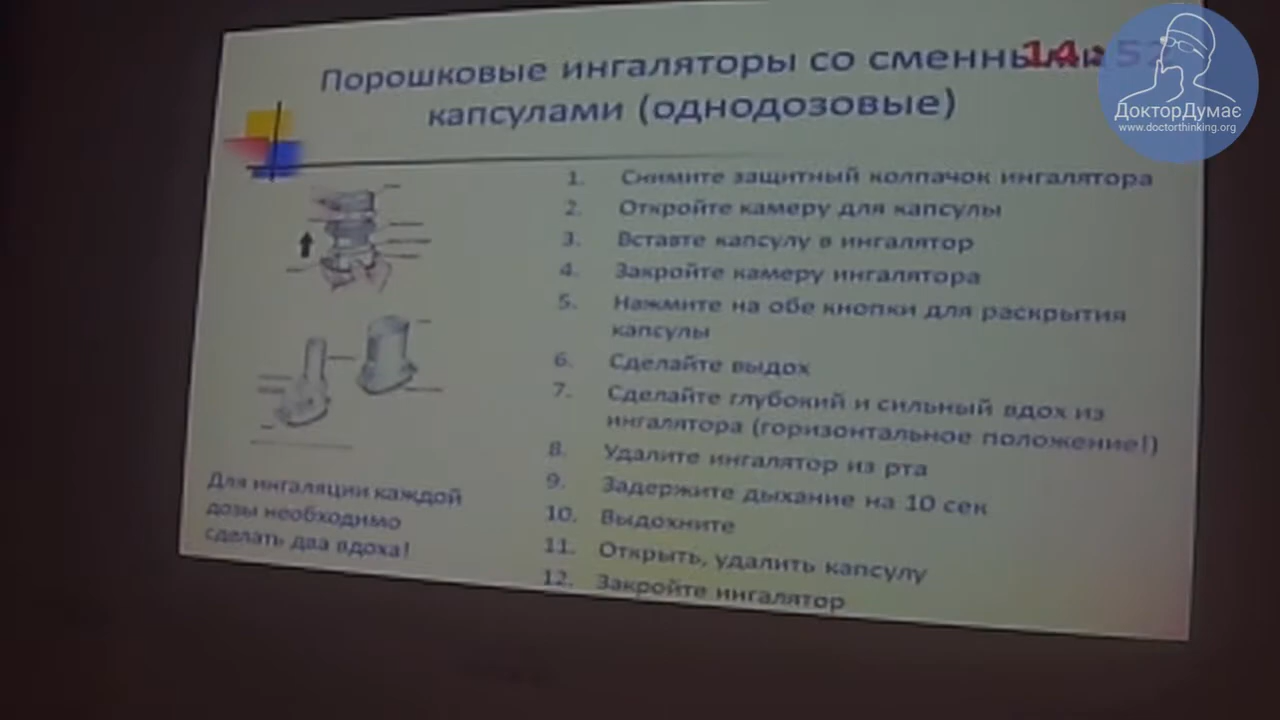 Порошковые ингаляторы со сменными
капсулами (однодозовые)
ДокторДумає
www.doctorthinking.org
1. Снимите защитный колпачок ингалятора
2. Откройте камеру для капсулы
3. Вставте капсулу в ингалятор
4. Закройте камеру ингалятора
5. Нажмите на обе кнопки для раскрытия
капсулы
6. Сделайте выдох
7. Сделайте глубокий и сильный вдох из
ингалятора (горизонтальное положение!)
8. Удалите ингалятор из рта
9. Задержите дыхание на 10 сек
10. Выдохните
11. Открыть, удалить капсулу
12. Закройте ингалятор
Для ингаляции каждой
дозы необходимо
сделать два вдоха!